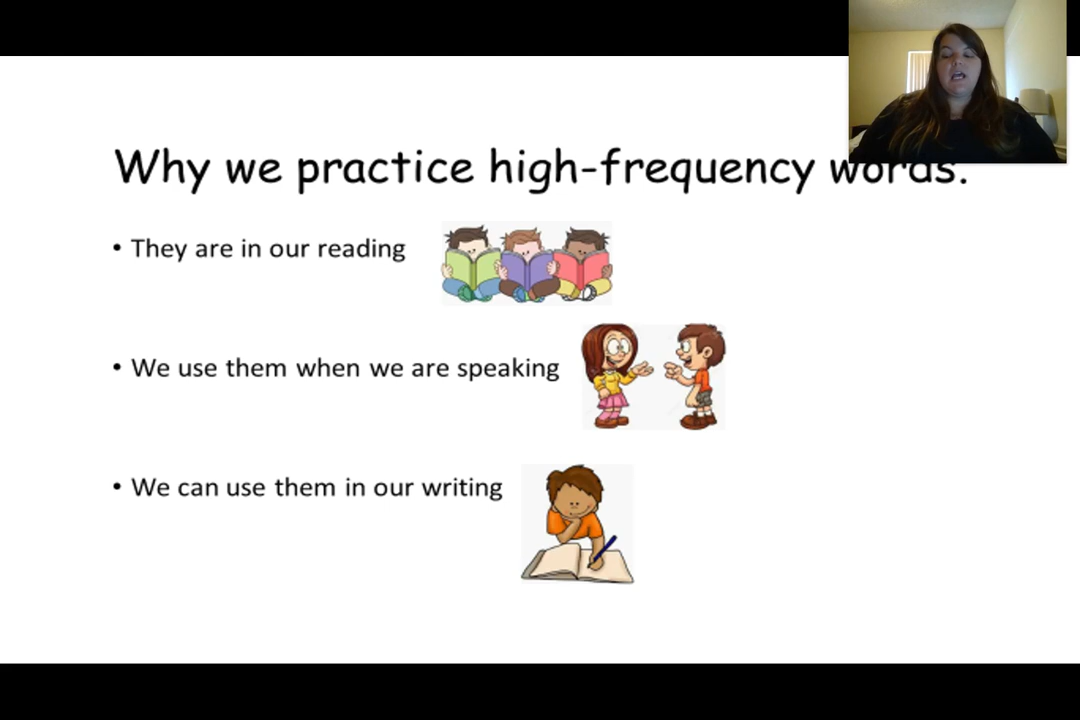 Why we practice high-frequency words.
• They are in our reading
• We use them when we are speaking
• We can use them in our writing